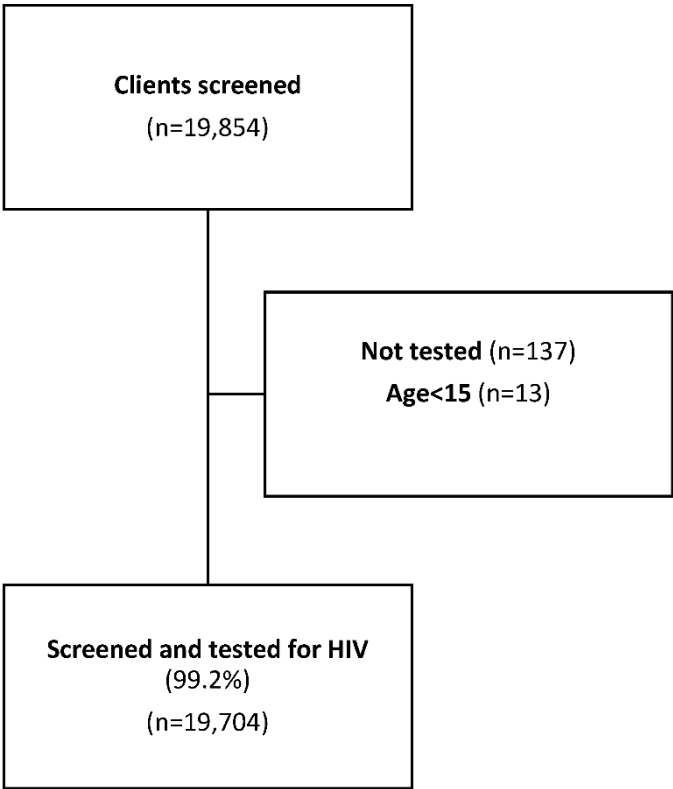 Clients screened
(n=19,854)
Not tested (n=137)
Age<15 (n=13)
Screened and tested for HIV
(99.2%)
(n=19,704)